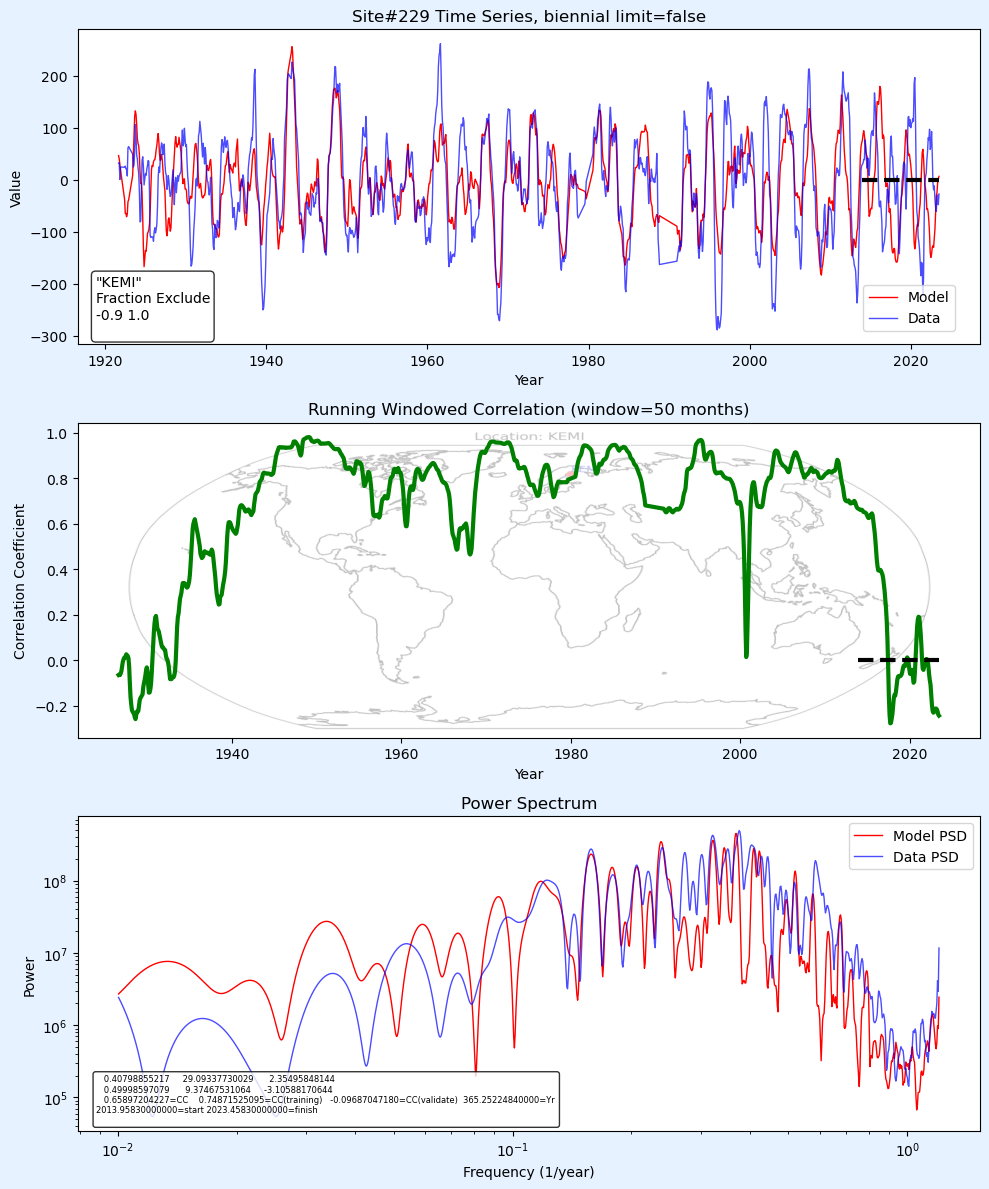 Site#229 Time Series, biennial limit=false
Value
200
100
0
−100
−200
−300
"KEMI"
Fraction Exclude
-0.9 1.0
Model
Data
1920 1940 1960 1980 2000 2020
Year
Running Windowed Correlation (window=50 months)
Location: KEMI
Correlation Coefficient
1.0
0.8
0.6
0.4
0.2
0.0
−0.2
1940 1960 1980 2000 2020
Year
Power Spectrum
Model PSD
Data PSD
Power
10^8
10^7
10^6
10^5
0.40798855217 29.09337730029 2.35495848144
0.49998597079 9.37467531064 -3.10588170644
0.65897204227=CC 0.74871525095=CC(training) -0.09687047180=CC(validate) 365.25224840000=Yr
2013.95830000000=start 2023.45830000000=finish
10^−2 10^−1 10^0
Frequency (1/year)